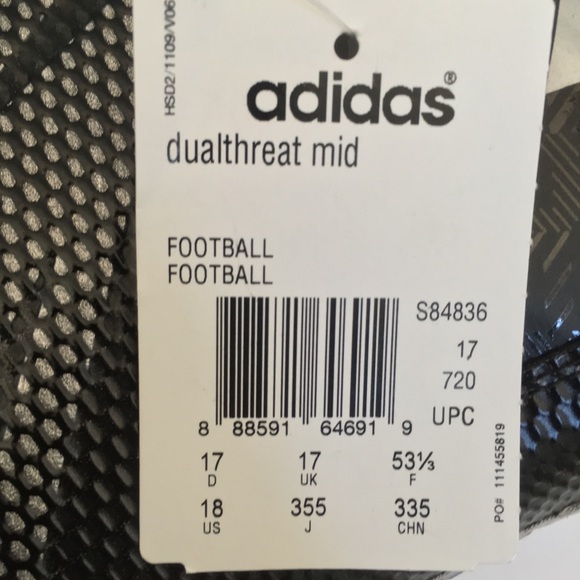 HSD2/1109/V06
adidas®
dualthreat mid
FOOTBALL
FOOTBALL
S84836
17
720
UPC
8 88591 64691 9
17 17 53⅓
D UK F
18 355 335
US J CHN
PO# 111455819